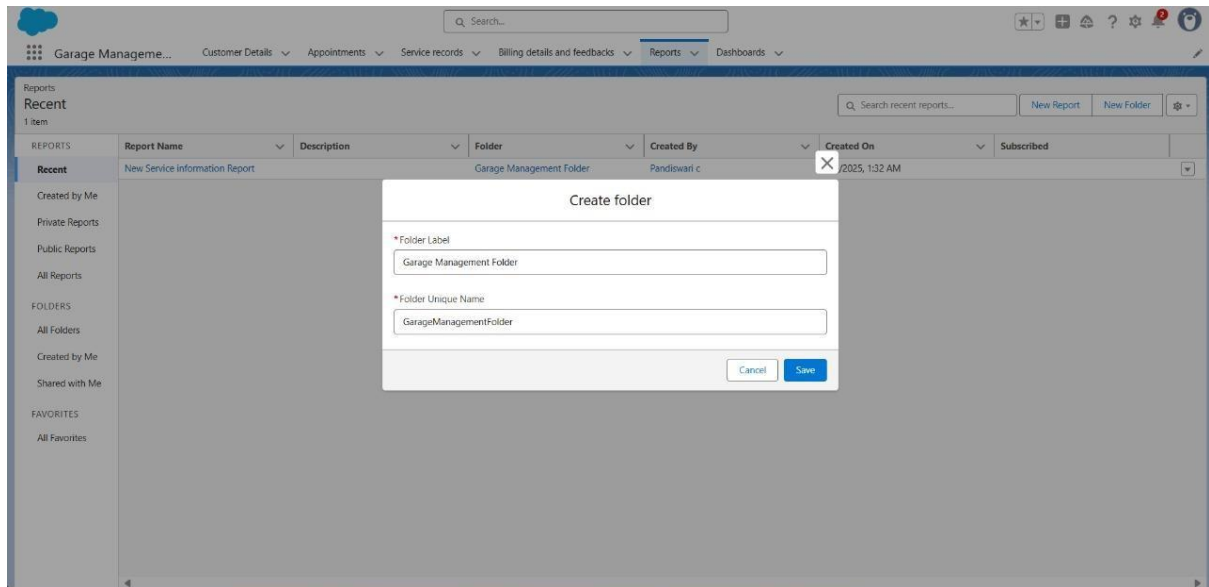 Search...
2
Garage Manageme... Customer Details Appointments Service records Billing details and feedbacks Reports Dashboards
Reports
Recent
1 item
Search recent reports...
New Report New Folder
REPORTS Report Name Description Folder Created By Created On Subscribed
Recent New Service information Report Garage Management Folder Pandiswari c /2025, 1:32 AM
Created by Me
Private Reports
Public Reports
All Reports
FOLDERS
All Folders
Created by Me
Shared with Me
FAVORITES
All Favorites
Create folder
*Folder Label
Garage Management Folder
*Folder Unique Name
GarageManagementFolder
Cancel Save